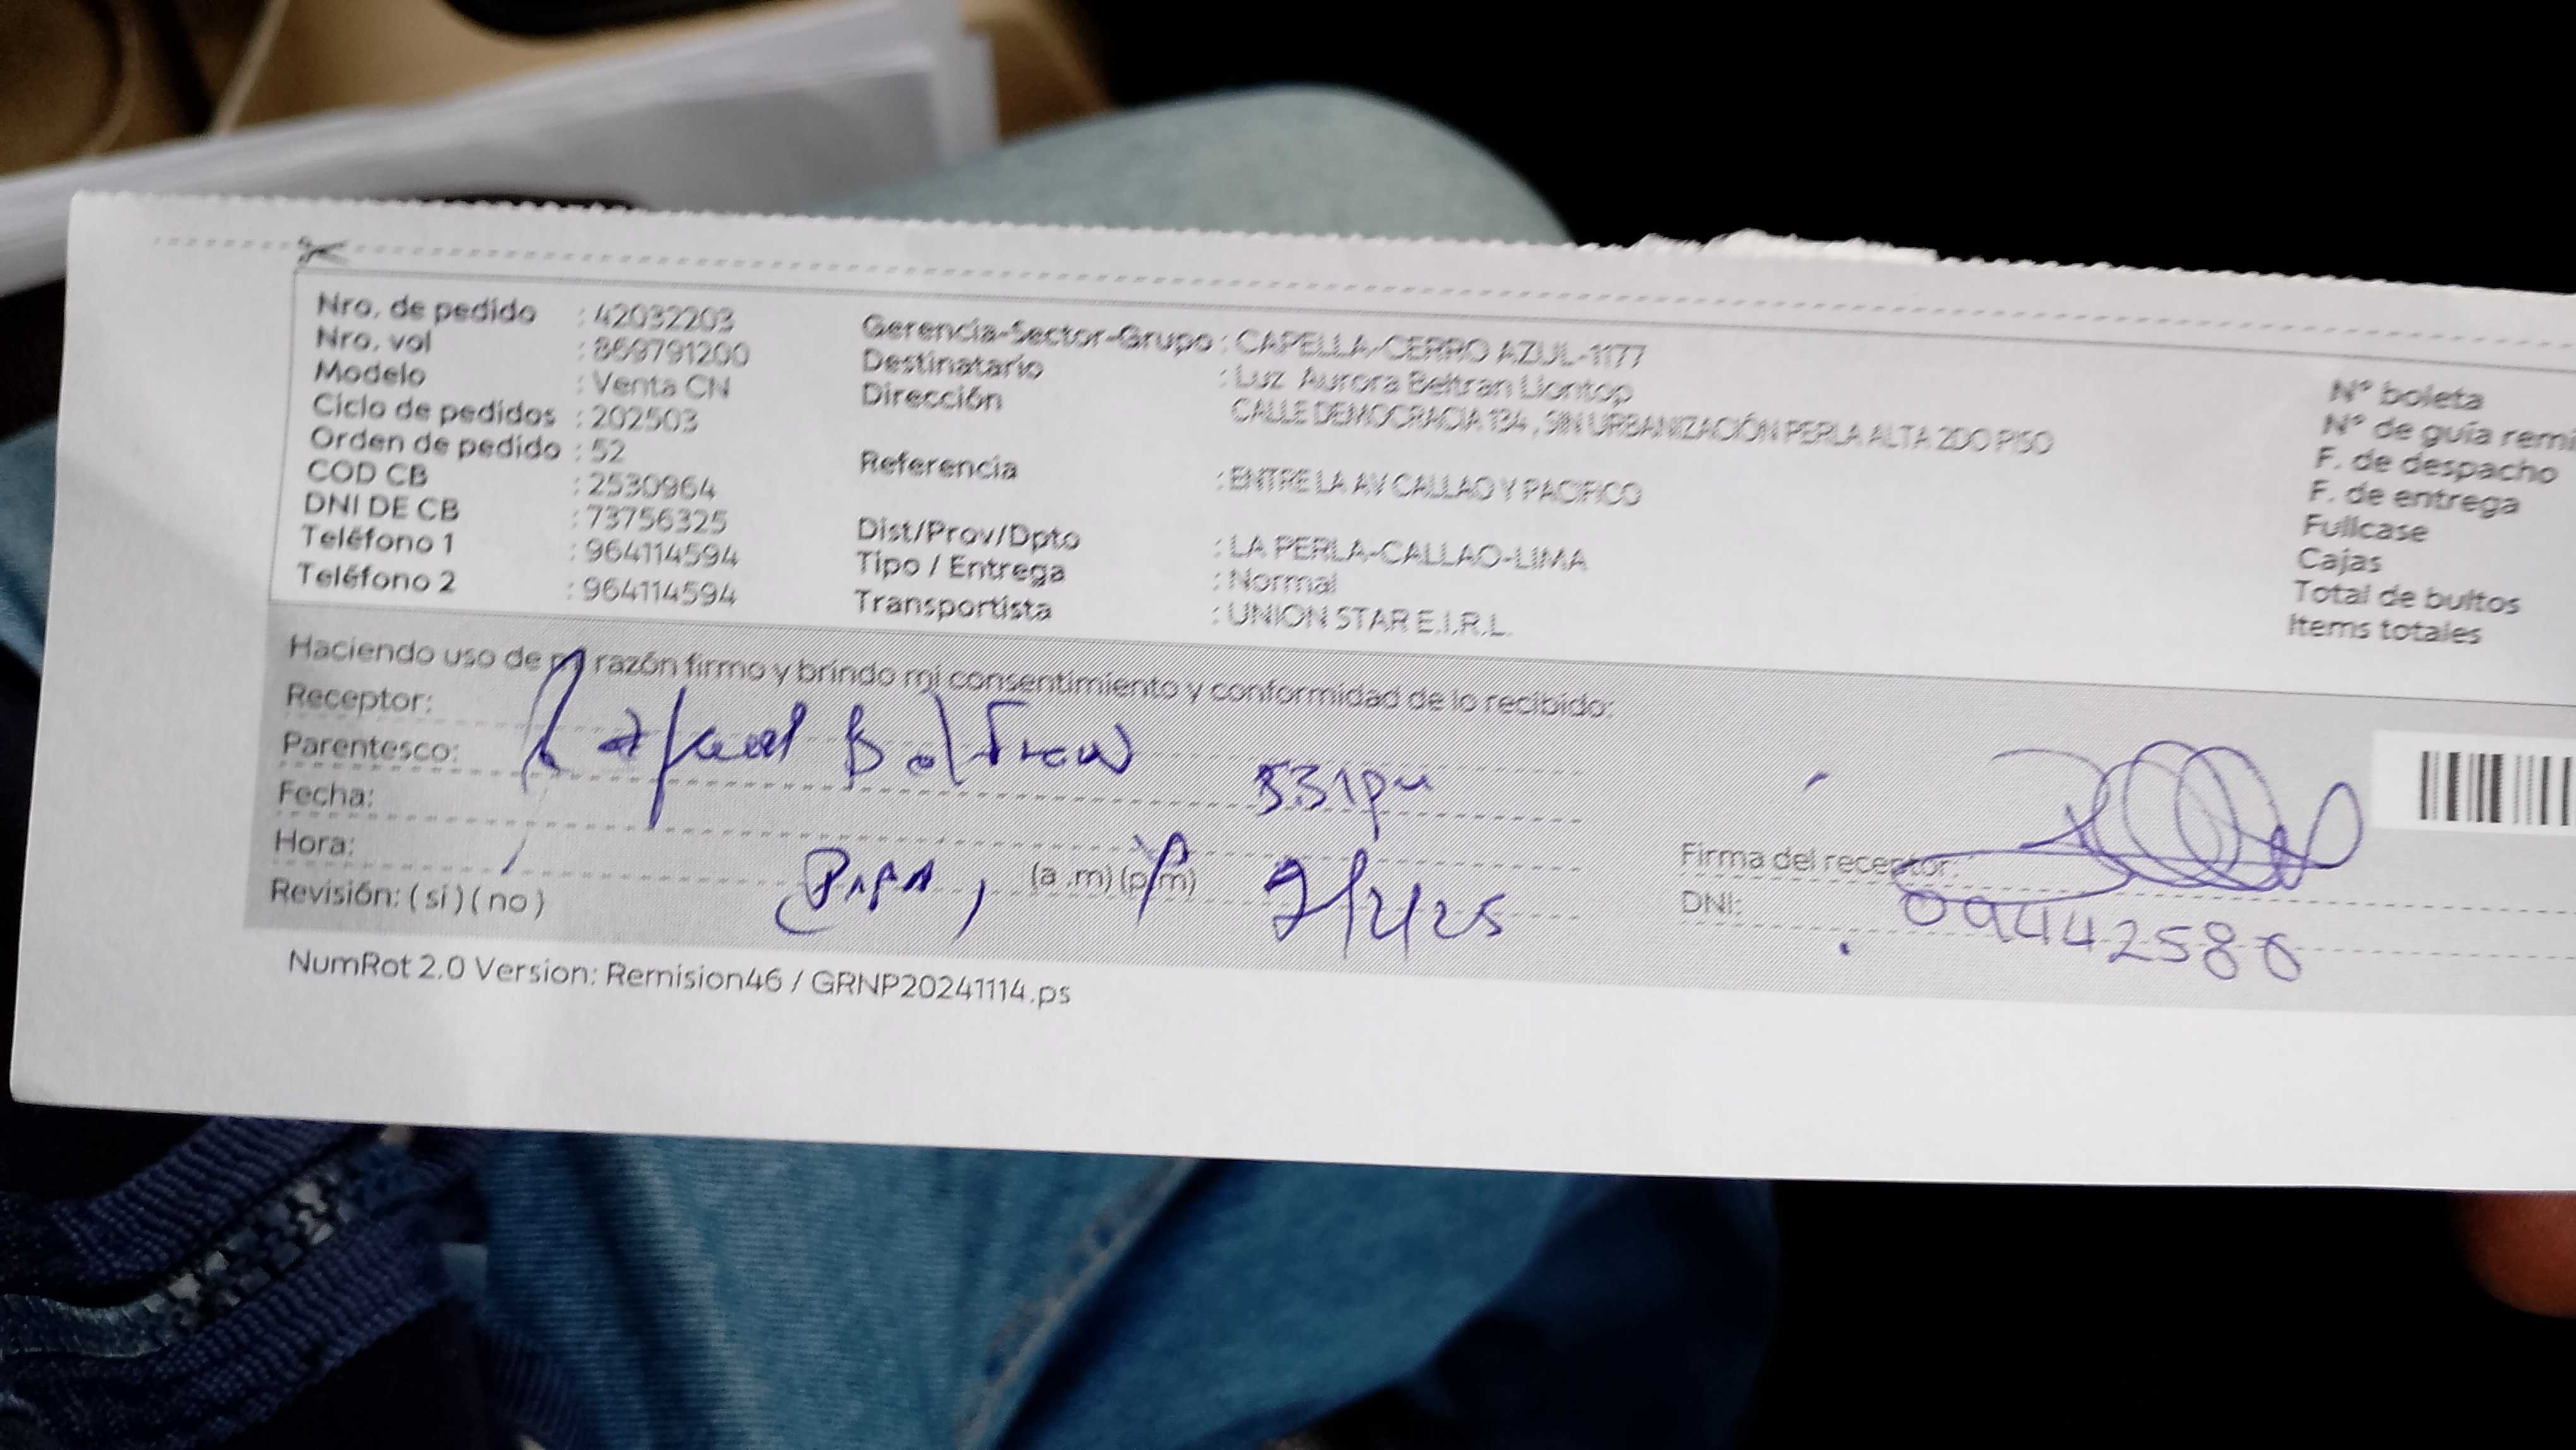 Nro. de pedido : 42032203
Nro. vol : 869791200
Modelo : Venta CN
Ciclo de pedidos : 202503
Orden de pedido : 52
COD CB : 2530964
DNI DE CB : 73756325
Teléfono 1 : 964114594
Teléfono 2 : 964114594
Gerencia-Sector-Grupo : CAPELLA-CERRO AZUL-1177
Destinatario : Luz Aurora Beltran Llontop
Dirección CALLE DEMOCRACIA 134 , SIN URBANIZACIÓN PERLA ALTA 2DO PISO
Referencia : ENTRE LA AV CALLAO Y PACIFICO
Dist/Prov/Dpto : LA PERLA-CALLAO-LIMA
Tipo / Entrega : Normal
Transportista : UNION STAR E.I.R.L.
Nº boleta
Nº de guía remi
F. de despacho
F. de entrega
Fullcase
Cajas
Total de bultos
Items totales
Haciendo uso de mi razón firmo y brindo mi consentimiento y conformidad de lo recibido:
Receptor: Rafael Beltran
Parentesco:
5:31pm
Fecha:
Hora: (a .m) (p.m)
PAPA, 9/2/25
Revisión: ( si ) ( no )
Firma del receptor:
DNI: 09442580
NumRot 2.0 Version: Remision46 / GRNP20241114.ps